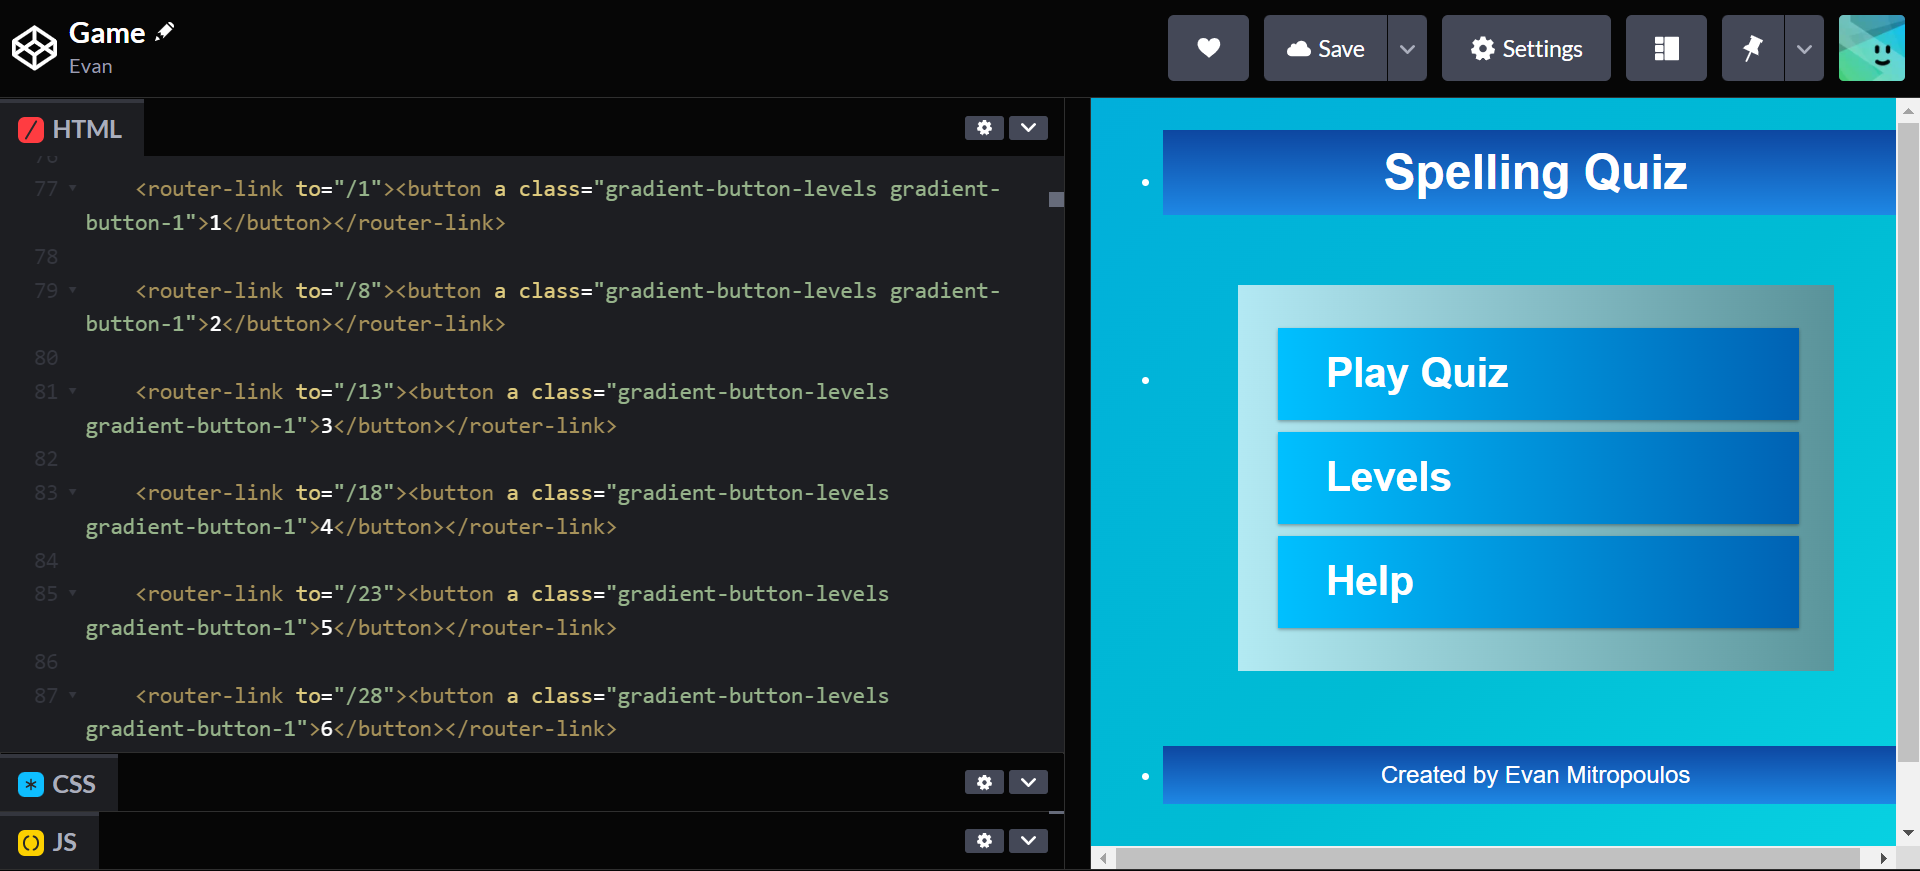 Game
Evan
Save
Settings
HTML
76
77 <router-link to="/1"><button a class="gradient-button-levels gradient-
button-1">1</button></router-link>
78
79 <router-link to="/8"><button a class="gradient-button-levels gradient-
button-1">2</button></router-link>
80
81 <router-link to="/13"><button a class="gradient-button-levels
gradient-button-1">3</button></router-link>
82
83 <router-link to="/18"><button a class="gradient-button-levels
gradient-button-1">4</button></router-link>
84
85 <router-link to="/23"><button a class="gradient-button-levels
gradient-button-1">5</button></router-link>
86
87 <router-link to="/28"><button a class="gradient-button-levels
gradient-button-1">6</button></router-link>
CSS
JS
Spelling Quiz
Play Quiz
Levels
Help
Created by Evan Mitropoulos